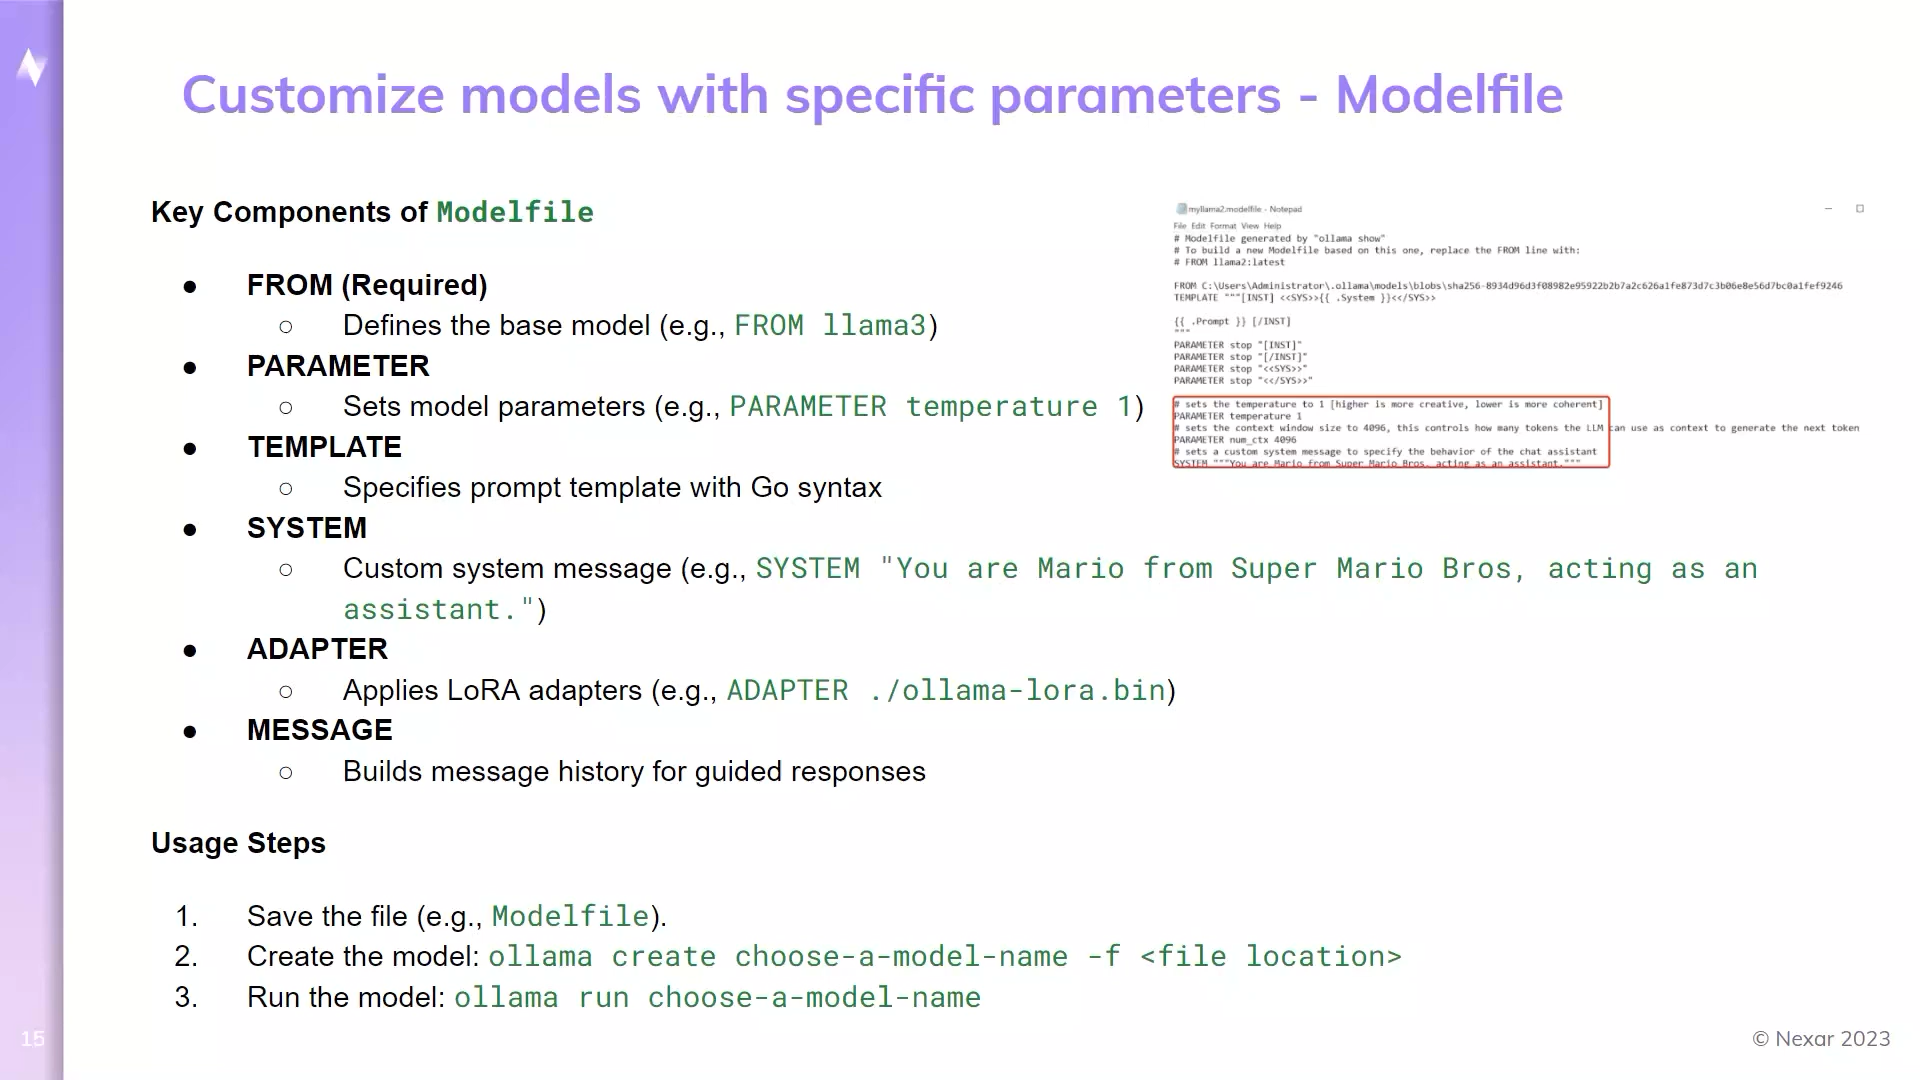 Customize models with specific parameters - Modelfile
Key Components of Modelfile
● FROM (Required)
○ Defines the base model (e.g., FROM llama3)
● PARAMETER
○ Sets model parameters (e.g., PARAMETER temperature 1)
● TEMPLATE
○ Specifies prompt template with Go syntax
● SYSTEM
○ Custom system message (e.g., SYSTEM "You are Mario from Super Mario Bros, acting as an
assistant.")
● ADAPTER
○ Applies LoRA adapters (e.g., ADAPTER ./ollama-lora.bin)
● MESSAGE
○ Builds message history for guided responses
Usage Steps
1. Save the file (e.g., Modelfile).
2. Create the model: ollama create choose-a-model-name -f <file location>
3. Run the model: ollama run choose-a-model-name
myllama2.modelfile - Notepad
File Edit Format View Help
# Modelfile generated by "ollama show"
# To build a new Modelfile based on this one, replace the FROM line with:
# FROM llama2:latest
FROM C:\Users\Administrator\.ollama\models\blobs\sha256-8934d96d3f08982e95922b2b7a2c626a1fe873d7c3b06e8e56d7bc0a1fef9246
TEMPLATE """[INST] <<SYS>>{{ .System }}<</SYS>>
{{ .Prompt }} [/INST]
"""
PARAMETER stop "[INST]"
PARAMETER stop "[/INST]"
PARAMETER stop "<<SYS>>"
PARAMETER stop "<</SYS>>"
# sets the temperature to 1 [higher is more creative, lower is more coherent]
PARAMETER temperature 1
# sets the context window size to 4096, this controls how many tokens the LLM can use as context to generate the next token
PARAMETER num_ctx 4096
# sets a custom system message to specify the behavior of the chat assistant
SYSTEM """You are Mario from Super Mario Bros, acting as an assistant."""
15
© Nexar 2023